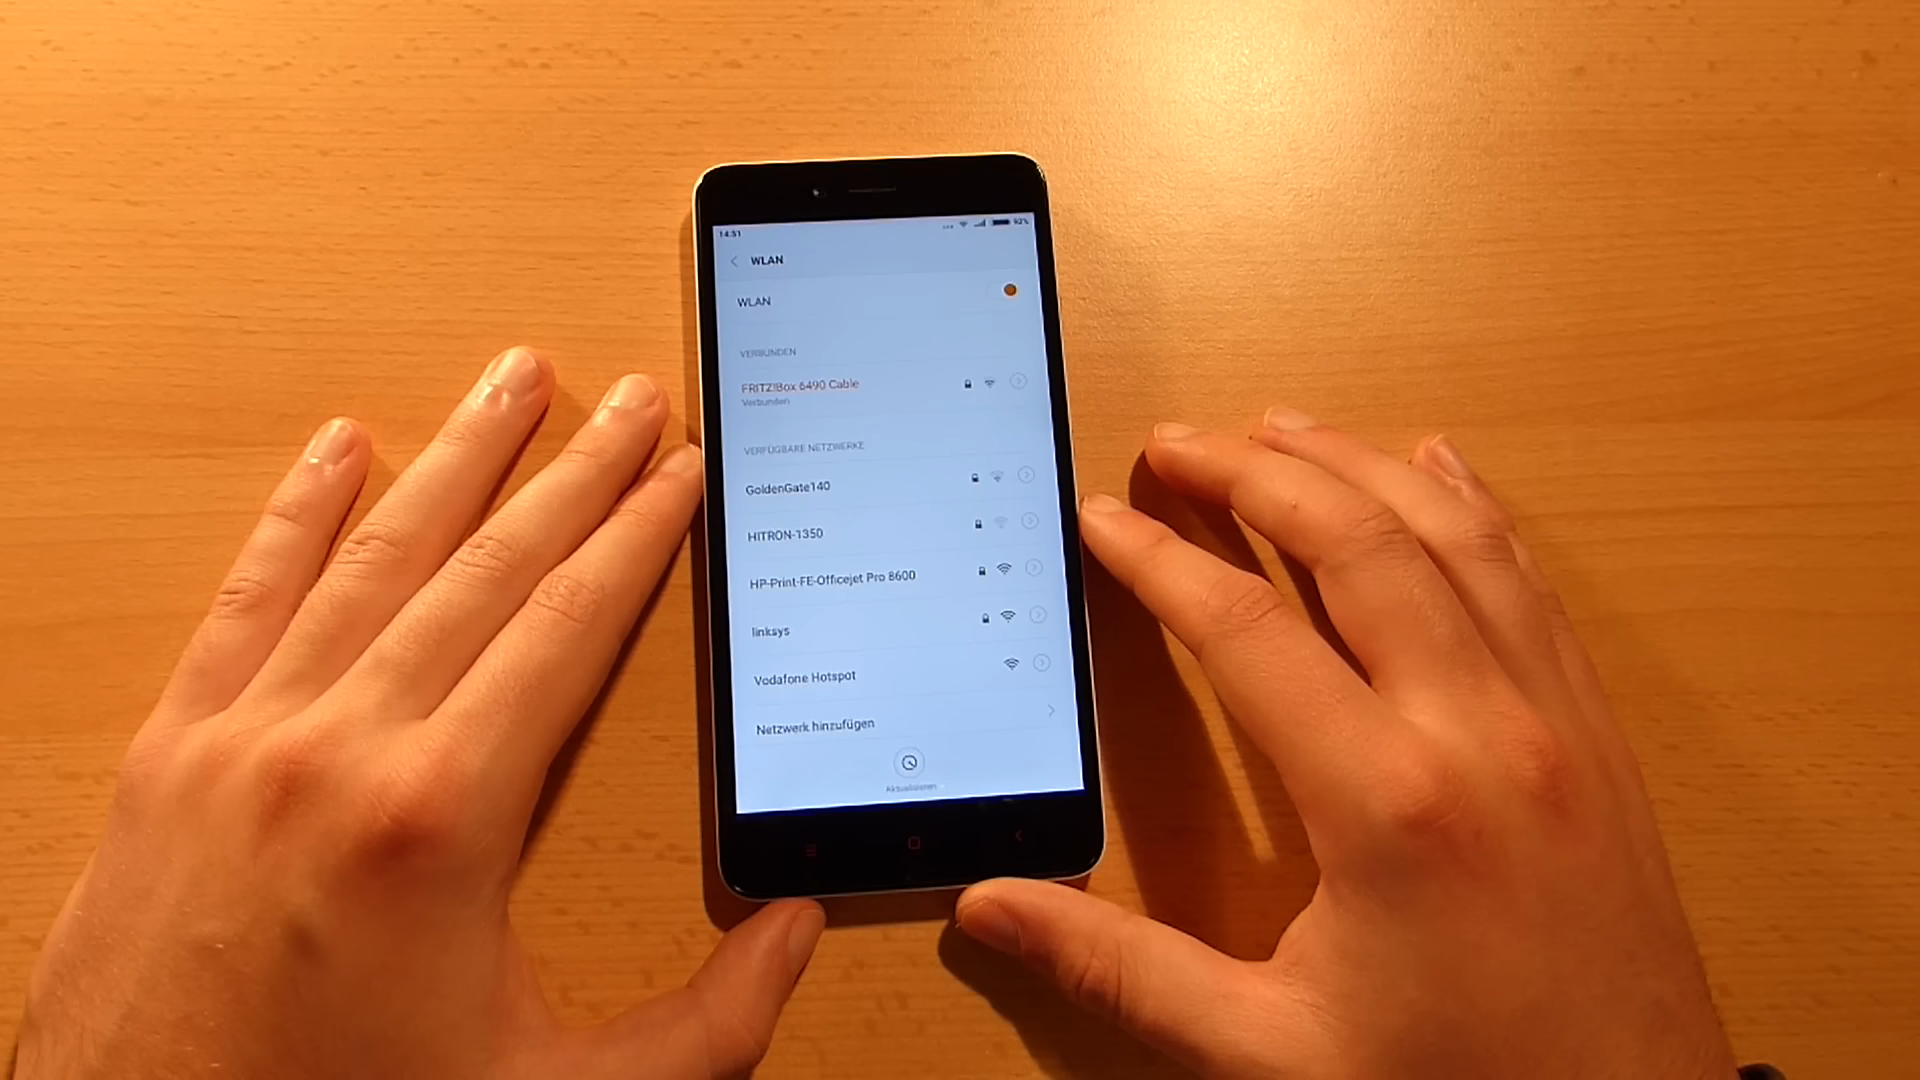 14:51
92%
WLAN
WLAN
VERBUNDEN
FRITZ!Box 6490 Cable
Verbunden
VERFÜGBARE NETZWERKE
GoldenGate140
HITRON-1350
HP-Print-FE-Officejet Pro 8600
linksys
Vodafone Hotspot
Netzwerk hinzufügen
Aktualisieren